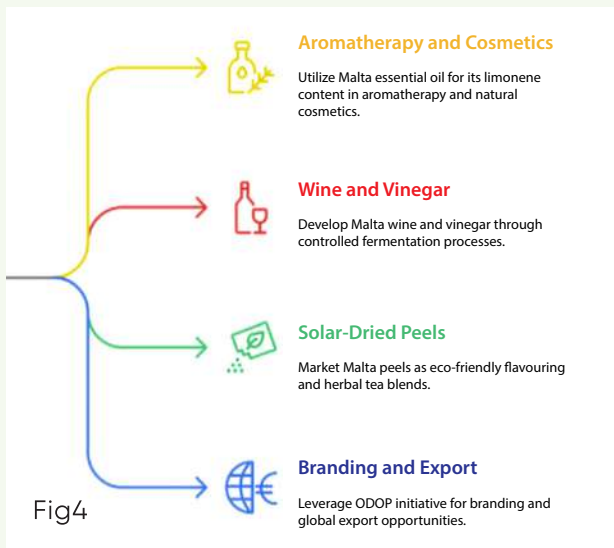 Aromatherapy and Cosmetics
Utilize Malta essential oil for its limonene
content in aromatherapy and natural
cosmetics.
Wine and Vinegar
Develop Malta wine and vinegar through
controlled fermentation processes.
Solar-Dried Peels
Market Malta peels as eco-friendly flavouring
and herbal tea blends.
Branding and Export
Leverage ODOP initiative for branding and
global export opportunities.
Fig4